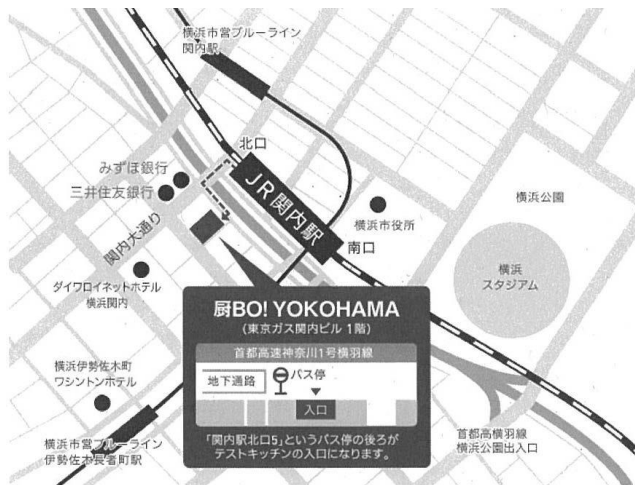 横浜市営ブルーライン
関内駅
北口
みずほ銀行
三井住友銀行
JR関内駅
横浜市役所
南口
横浜公園
横浜
スタジアム
関内大通り
ダイワロイネットホテル
横浜関内
厨BO! YOKOHAMA
(東京ガス関内ビル 1階)
首都高速神奈川1号横羽線
地下通路
バス停
入口
「関内駅北口5」というバス停の後ろが
テストキッチンの入口になります。
横浜伊勢佐木町
ワシントンホテル
横浜市営ブルーライン
伊勢佐木長者町駅
首都高横羽線
横浜公園出入口